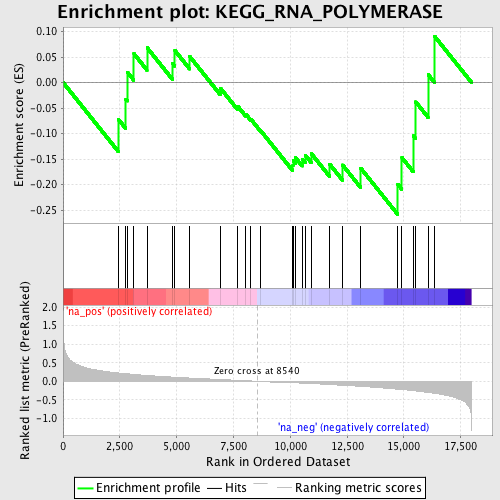 Enrichment plot: KEGG_RNA_POLYMERASE
Enrichment score (ES)
0.10
0.05
0.00
-0.05
-0.10
-0.15
-0.20
-0.25
'na_pos' (positively correlated)
Ranked list metric (PreRanked)
2.0
1.5
1.0
0.5
0.0
-0.5
-1.0
Zero cross at 8540
'na_neg' (negatively correlated)
0 2,500 5,000 7,500 10,000 12,500 15,000 17,500
Rank in Ordered Dataset
Enrichment profile Hits Ranking metric scores